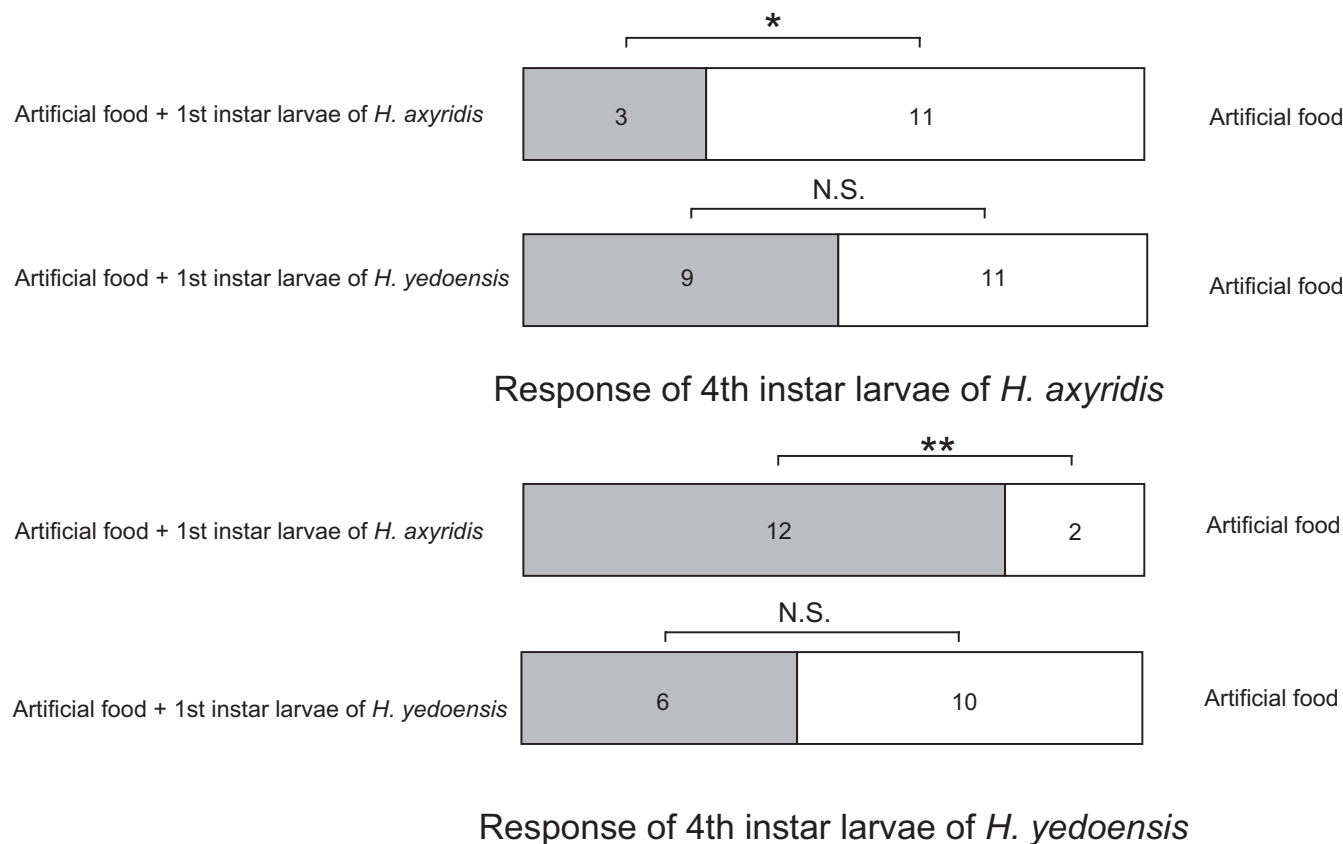 *
Artificial food + 1st instar larvae of H. axyridis 3 11 Artificial food
N.S.
Artificial food + 1st instar larvae of H. yedoensis 9 11 Artificial food
Response of 4th instar larvae of H. axyridis
**
Artificial food + 1st instar larvae of H. axyridis 12 2 Artificial food
N.S.
Artificial food + 1st instar larvae of H. yedoensis 6 10 Artificial food
Response of 4th instar larvae of H. yedoensis